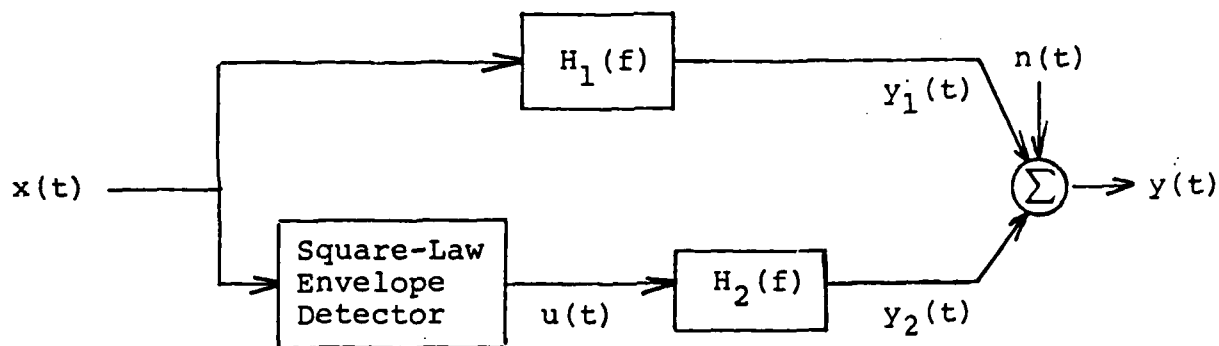 H1(f)
n(t)
y1(t)
x(t)
Σ
y(t)
Square-Law
Envelope
Detector
u(t)
H2(f)
y2(t)